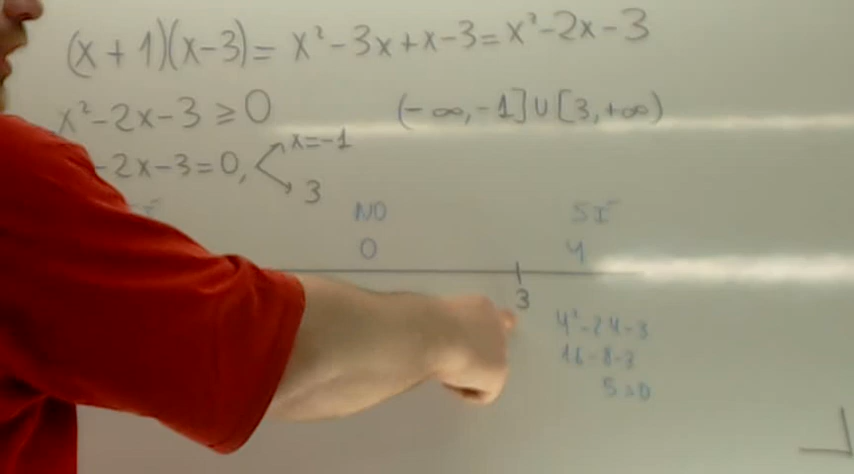 (x + 1)(x-3) = x²-3x+x-3 = x²-2x-3
x²-2x-3 ≥ 0 (-∞,-1]∪[3,+∞)
-2x-3=0, x=-1
3
NO SI
0 4
3
4²-2·4-3
16-8-3
5≥0